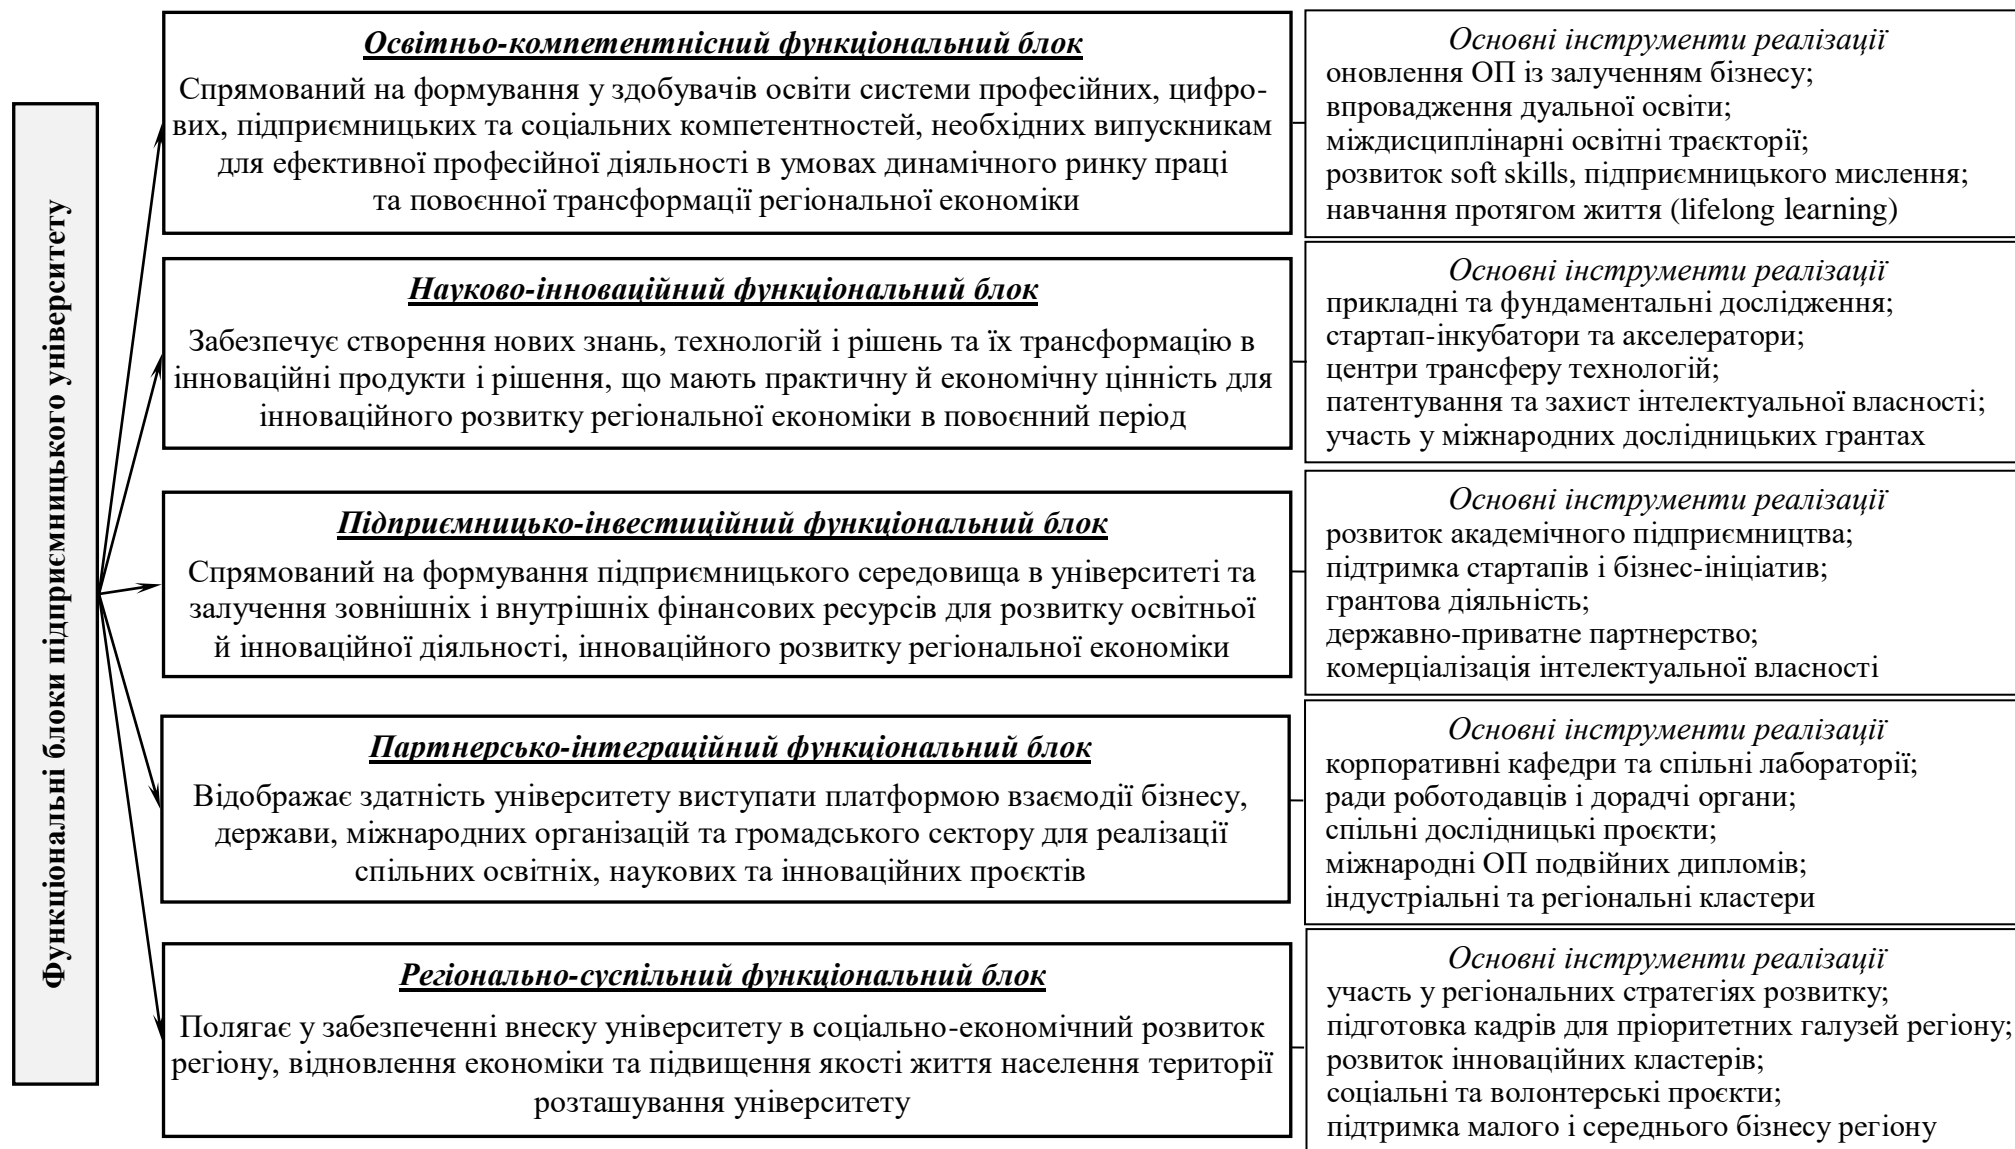 Функціональні блоки підприємницького університету
Освітньо-компетентнісний функціональний блок
Спрямований на формування у здобувачів освіти системи професійних, цифро-
вих, підприємницьких та соціальних компетентностей, необхідних випускникам
для ефективної професійної діяльності в умовах динамічного ринку праці
та повоєнної трансформації регіональної економіки
Основні інструменти реалізації
оновлення ОП із залученням бізнесу;
впровадження дуальної освіти;
міждисциплінарні освітні траєкторії;
розвиток soft skills, підприємницького мислення;
навчання протягом життя (lifelong learning)
Науково-інноваційний функціональний блок
Забезпечує створення нових знань, технологій і рішень та їх трансформацію в
інноваційні продукти і рішення, що мають практичну й економічну цінність для
інноваційного розвитку регіональної економіки в повоєнний період
Основні інструменти реалізації
прикладні та фундаментальні дослідження;
стартап-інкубатори та акселератори;
центри трансферу технологій;
патентування та захист інтелектуальної власності;
участь у міжнародних дослідницьких грантах
Підприємницько-інвестиційний функціональний блок
Спрямований на формування підприємницького середовища в університеті та
залучення зовнішніх і внутрішніх фінансових ресурсів для розвитку освітньої
й інноваційної діяльності, інноваційного розвитку регіональної економіки
Основні інструменти реалізації
розвиток академічного підприємництва;
підтримка стартапів і бізнес-ініціатив;
грантова діяльність;
державно-приватне партнерство;
комерціалізація інтелектуальної власності
Партнерсько-інтеграційний функціональний блок
Відображає здатність університету виступати платформою взаємодії бізнесу,
держави, міжнародних організацій та громадського сектору для реалізації
спільних освітніх, наукових та інноваційних проєктів
Основні інструменти реалізації
корпоративні кафедри та спільні лабораторії;
ради роботодавців і дорадчі органи;
спільні дослідницькі проєкти;
міжнародні ОП подвійних дипломів;
індустріальні та регіональні кластери
Регіонально-суспільний функціональний блок
Полягає у забезпеченні внеску університету в соціально-економічний розвиток
регіону, відновлення економіки та підвищення якості життя населення території
розташування університету
Основні інструменти реалізації
участь у регіональних стратегіях розвитку;
підготовка кадрів для пріоритетних галузей регіону;
розвиток інноваційних кластерів;
соціальні та волонтерські проєкти;
підтримка малого і середнього бізнесу регіону